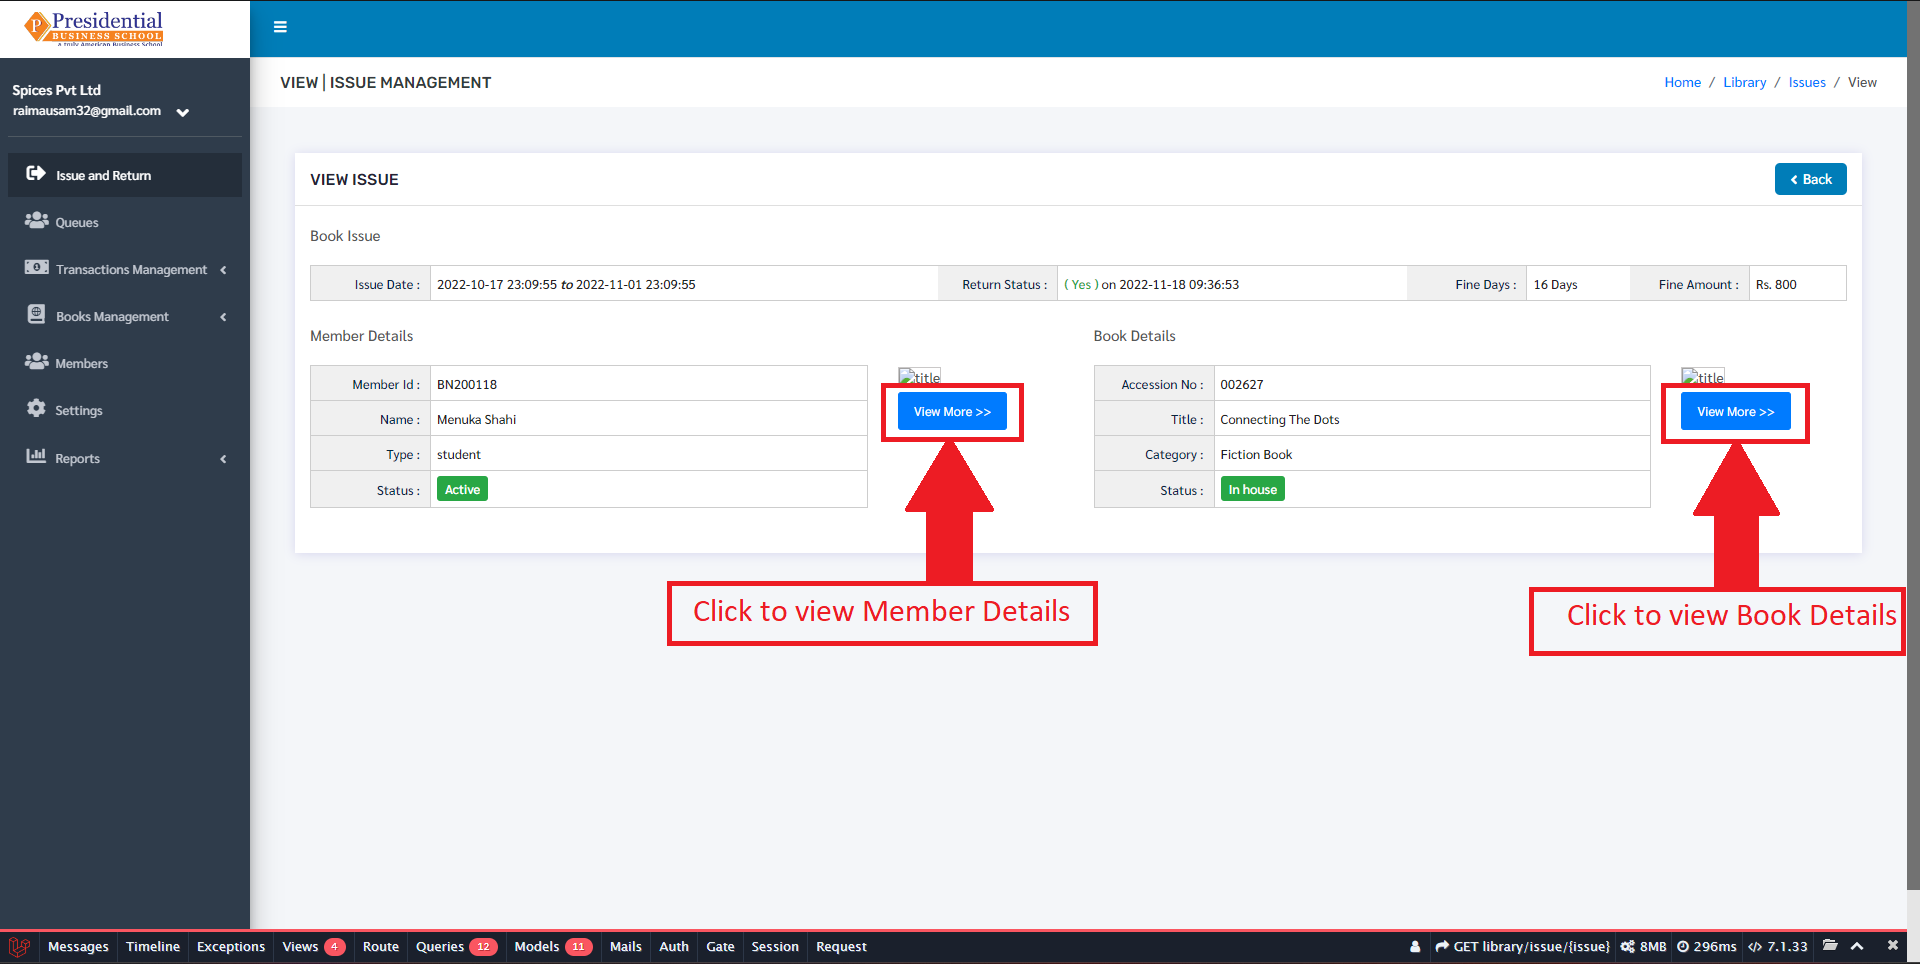 Presidential
BUSINESS SCHOOL
a truly American Business School
Spices Pvt Ltd
raimausam32@gmail.com
Issue and Return
Queues
Transactions Management
Books Management
Members
Settings
Reports
VIEW | ISSUE MANAGEMENT
Home / Library / Issues / View
VIEW ISSUE
Back
Book Issue
Issue Date : 2022-10-17 23:09:55 to 2022-11-01 23:09:55 Return Status : ( Yes ) on 2022-11-18 09:36:53 Fine Days : 16 Days Fine Amount : Rs. 800
Member Details
Member Id : BN200118
Name : Menuka Shahi
Type : student
Status : Active
title
View More >>
Book Details
Accession No : 002627
Title : Connecting The Dots
Category : Fiction Book
Status : In house
title
View More >>
Click to view Member Details
Click to view Book Details
Messages Timeline Exceptions Views 4 Route Queries 12 Models 11 Mails Auth Gate Session Request GET library/issue/{issue} 8MB 296ms 7.1.33